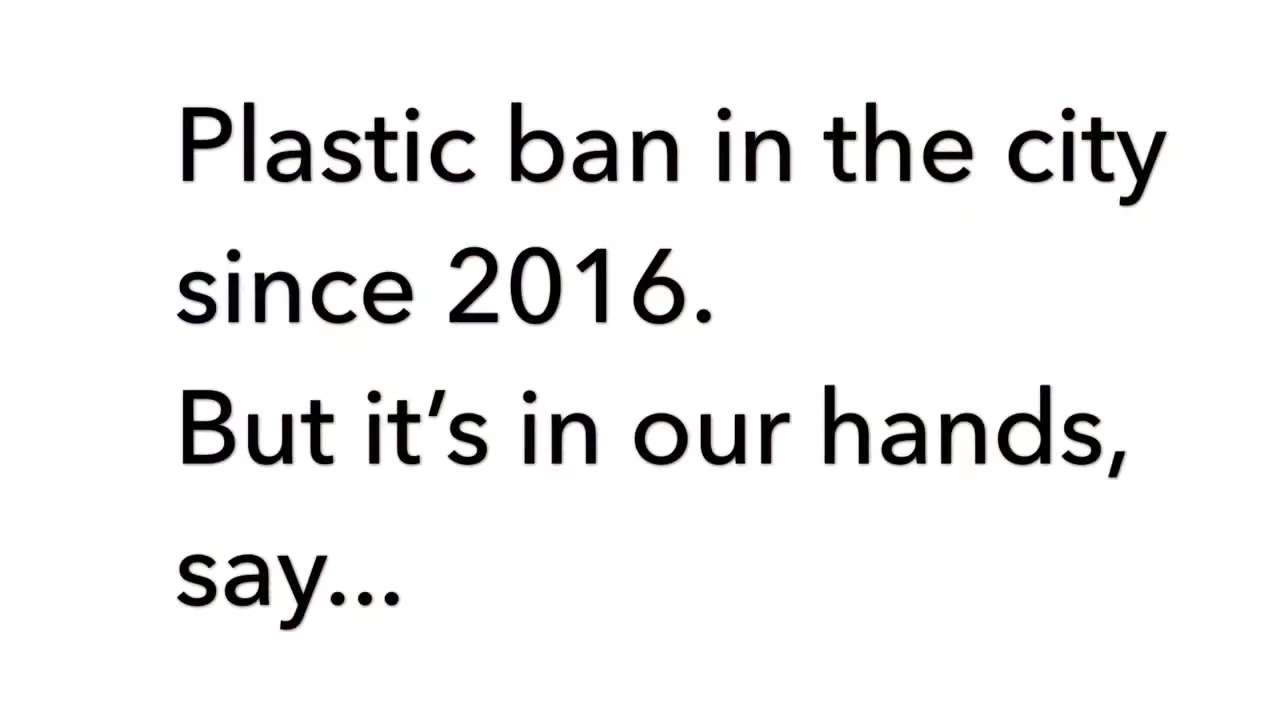 Plastic ban in the city
since 2016.
But it’s in our hands,
say...